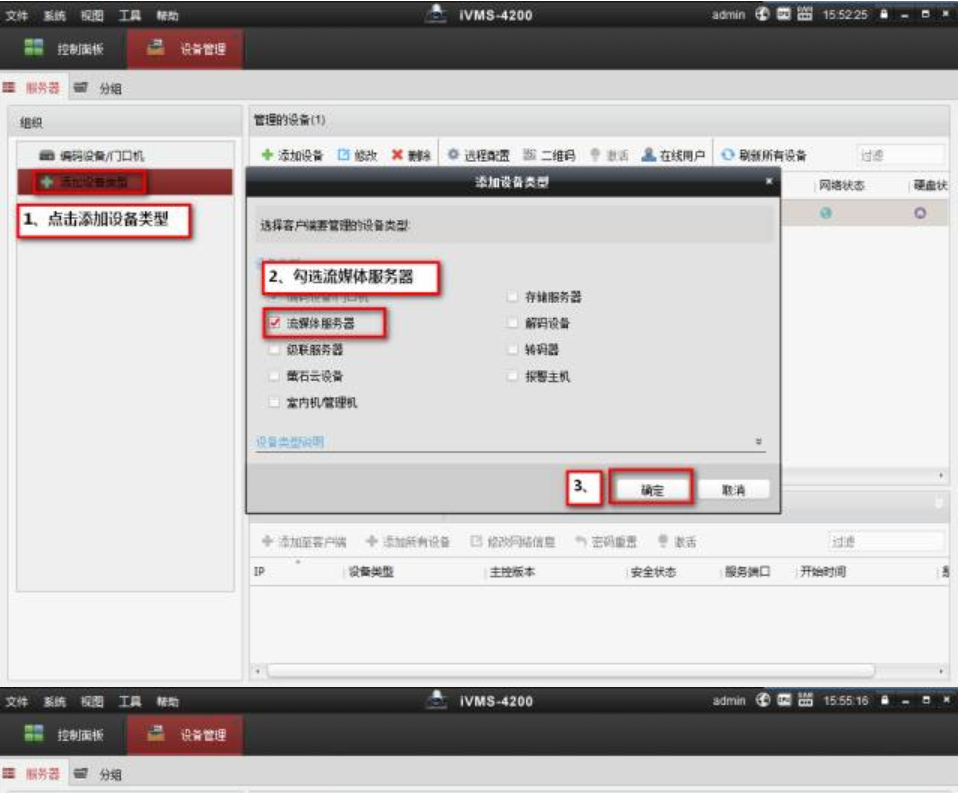 文件 系统 视图 工具 帮助 iVMS-4200 admin 15:52:25
控制面板 设备管理
服务器 分组
组织 管理的设备(1)
编码设备/门口机 添加设备 修改 删除 远程配置 二维码 激活 在线用户 刷新所有设备 过滤
添加设备类型 添加设备类型 网络状态 硬盘状
1、点击添加设备类型 选择客户端要管理的设备类型:
2、勾选流媒体服务器
编码设备/门口机 存储服务器
流媒体服务器 解码设备
级联服务器 转码器
萤石云设备 报警主机
室内机/管理机
设备类型说明
3、 确定 取消
添加至客户端 添加所有设备 修改网络信息 密码重置 激活 过滤
IP 设备类型 主控版本 安全状态 服务端口 开始时间
文件 系统 视图 工具 帮助 iVMS-4200 admin 15:55:16
控制面板 设备管理
服务器 分组